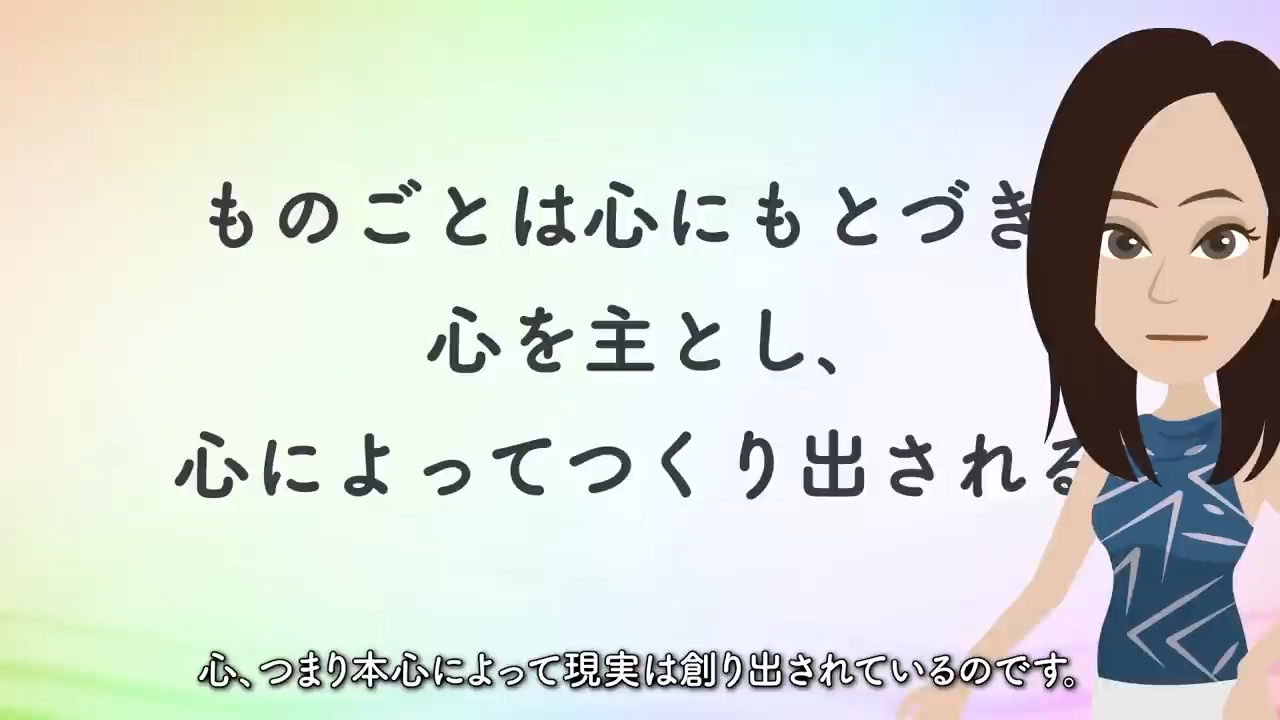 ものごとは心にもとづき
心を主とし、
心によってつくり出される
心、つまり本心によって現実は創り出されているのです。